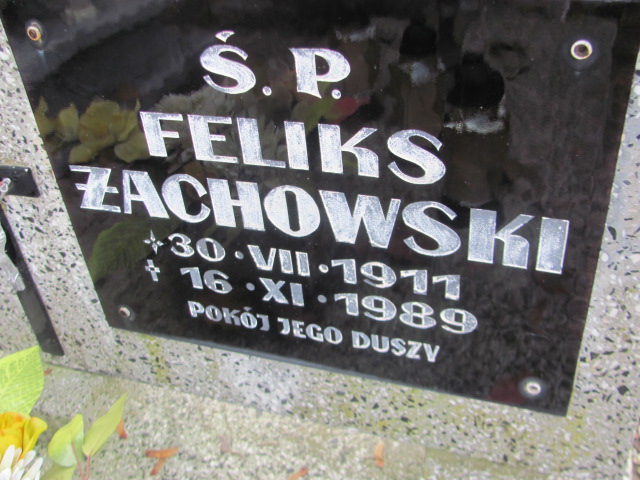 Ś. P.
FELIKS
ŻACHOWSKI
30 · VII · 1911
† 16 · XI · 1989
POKÓJ JEGO DUSZY